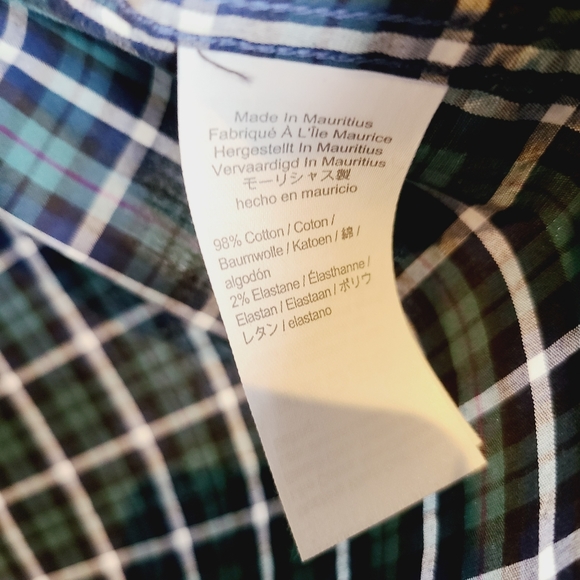 Made In Mauritius
Fabriqué À L'Île Maurice
Hergestellt In Mauritius
Vervaardigd In Mauritius
モーリシャス製
hecho en mauricio
98% Cotton / Coton /
Baumwolle / Katoen / 綿 /
algodón
2% Elastane / Élasthanne /
Elastan / Elastaan / ポリウ
レタン / elastano